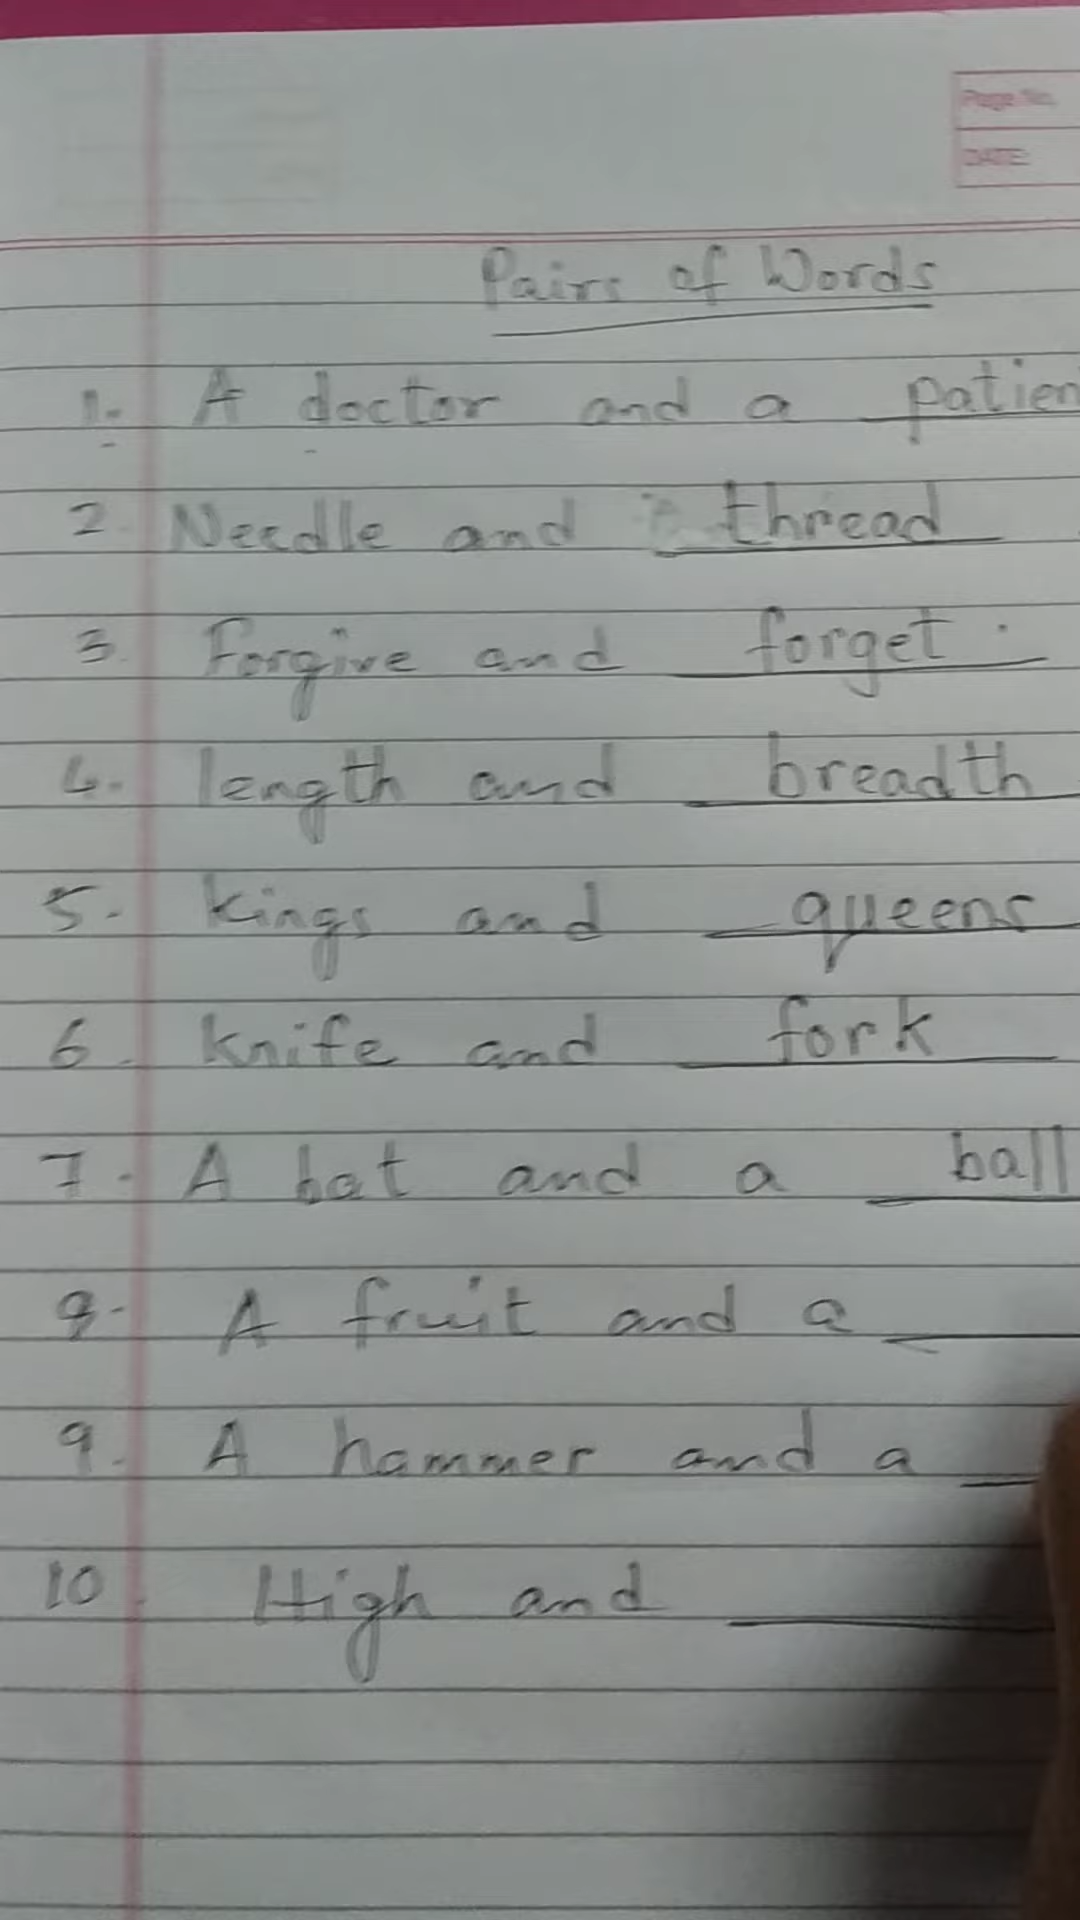 Page No.
DATE:
Pairs of Words
1. A doctor and a patien
2. Needle and thread
3. Forgive and forget.
4. length and breadth
5. kings and queens
6. knife and fork
7. A bat and a ball
8. A fruit and a
9. A hammer and a
10. High and